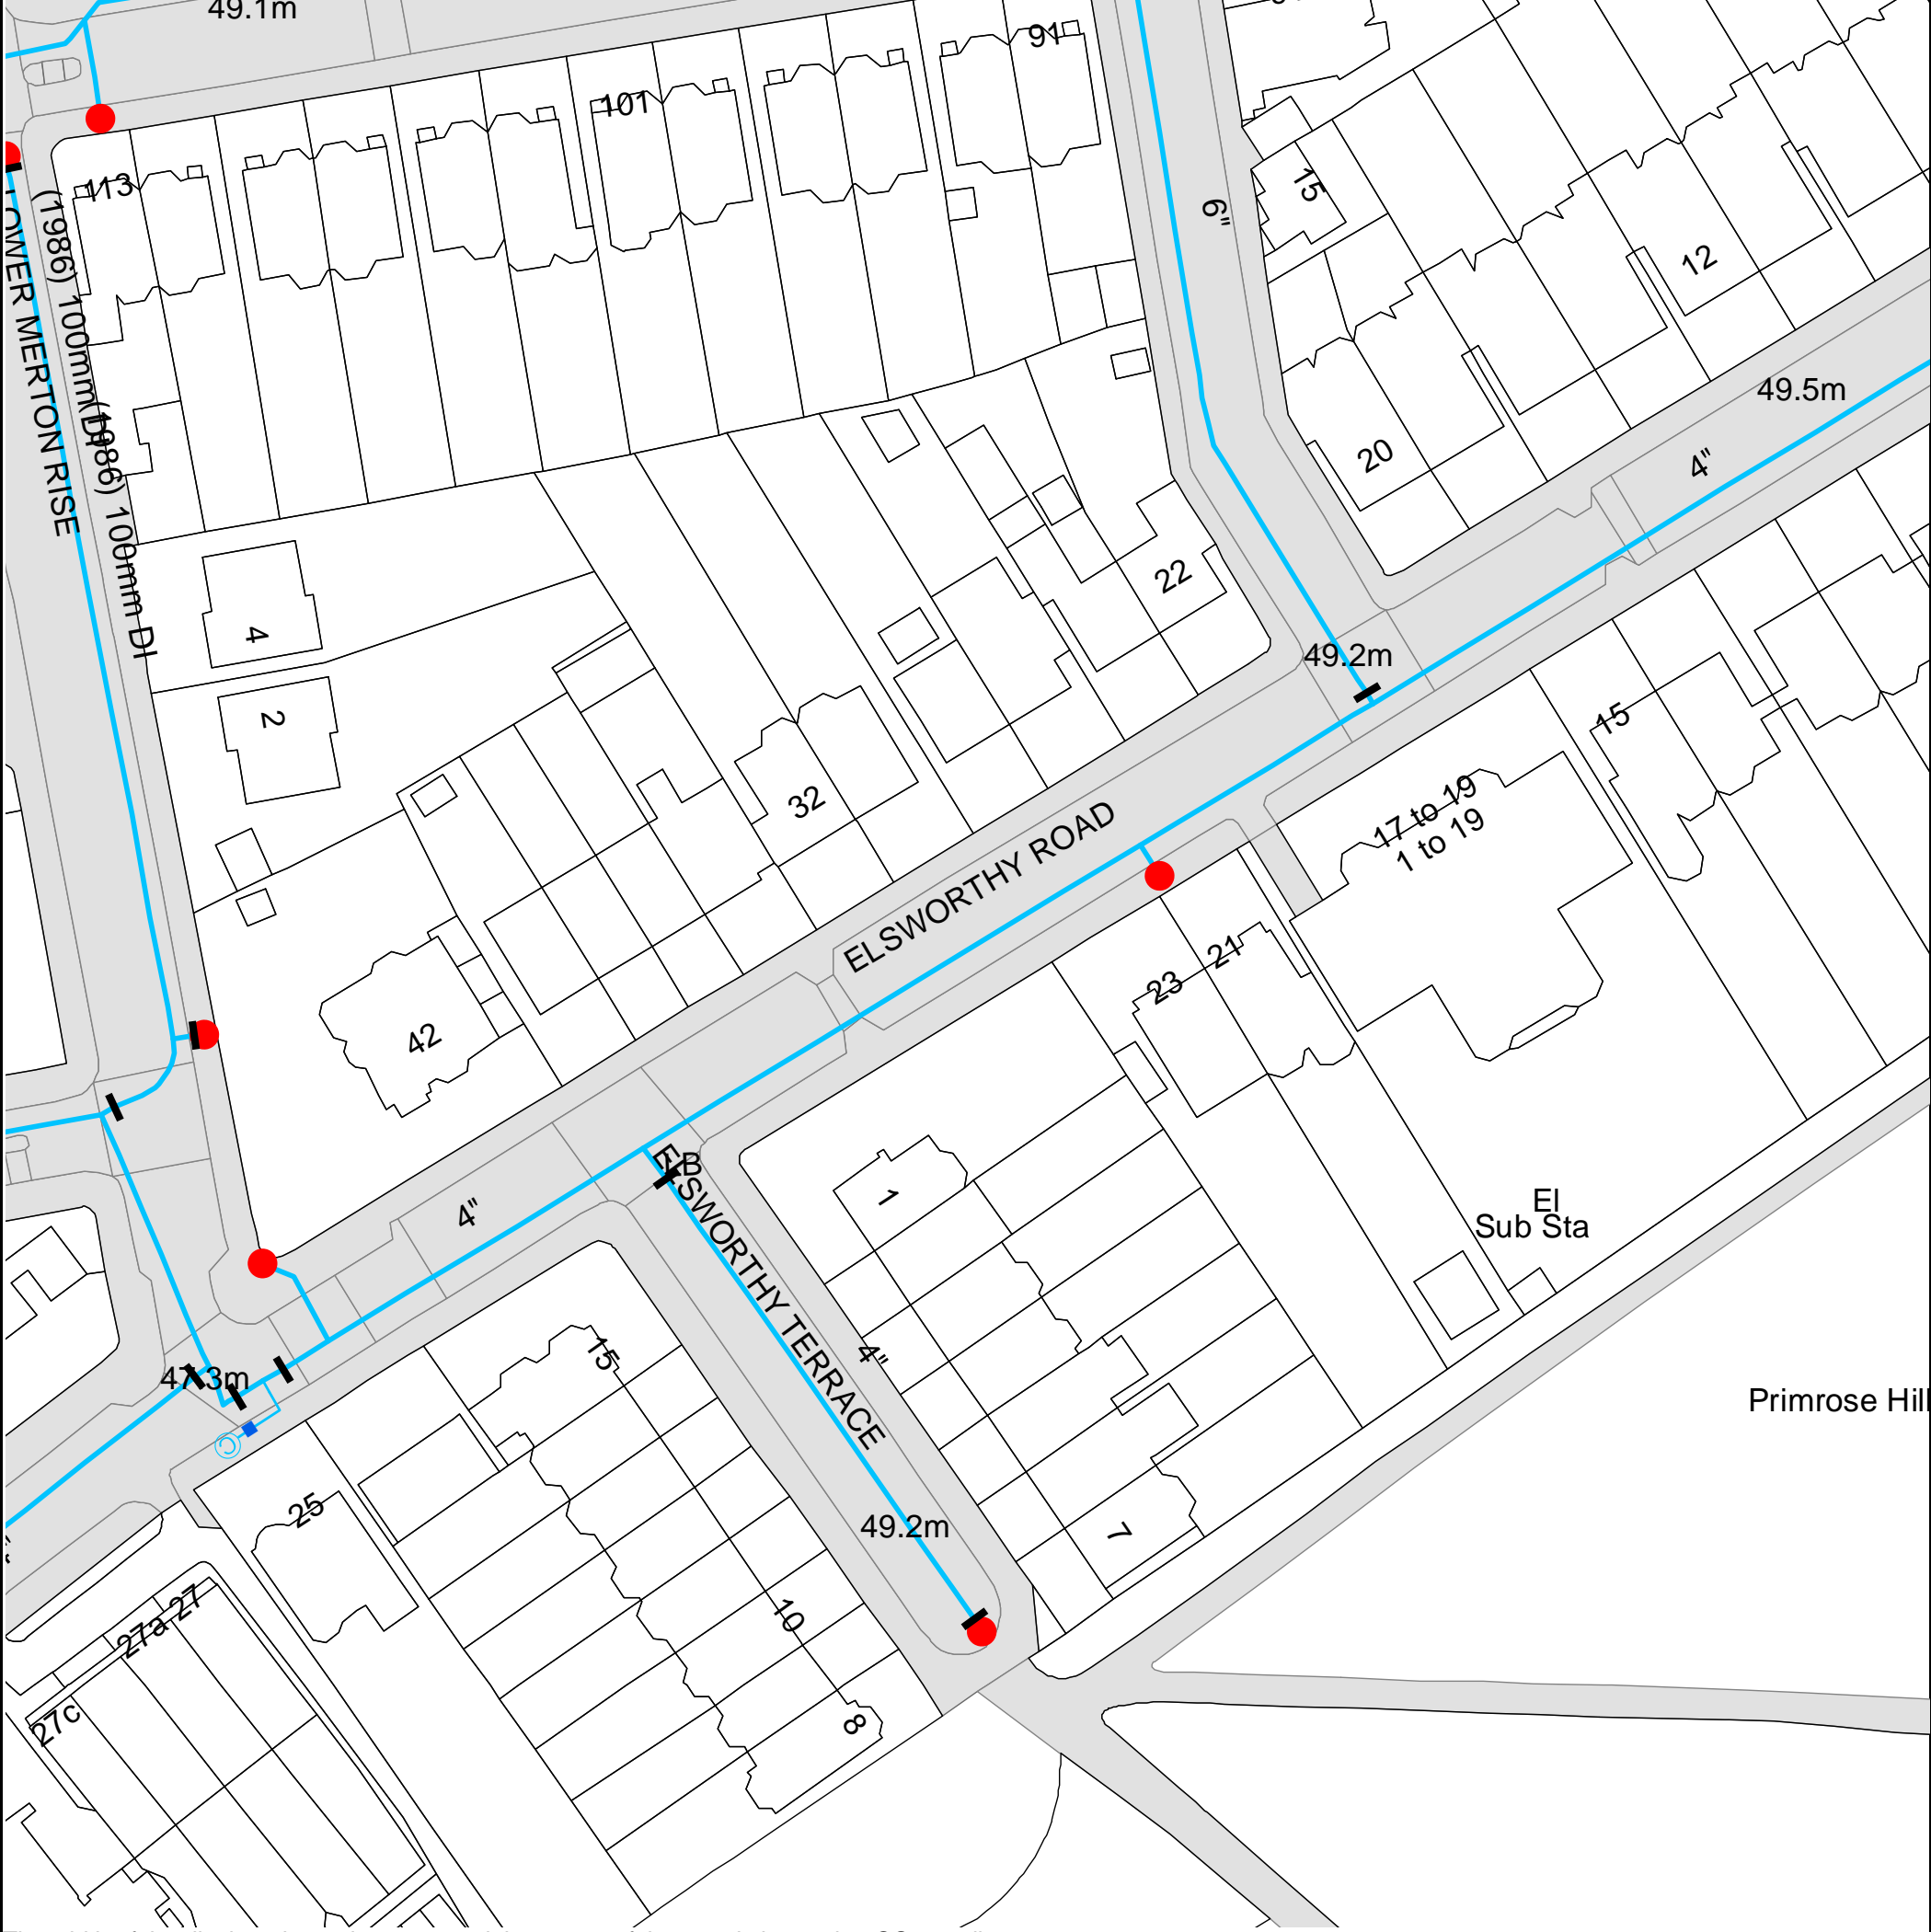 49.1m
91
101
113
15
6"
12
(1986) 100mm DI
LOWER MERTON RISE
49.5m
(1986) 100mm DI
20
4"
22
4
49.2m
2
15
32
17 to 19
1 to 19
ELSWORTHY ROAD
21
23
42
LB
ELSWORTHY TERRACE
1
4"
El
Sub Sta
15
4"
47.3m
Primrose Hill
25
49.2m
7
27
27a
10
27c
8